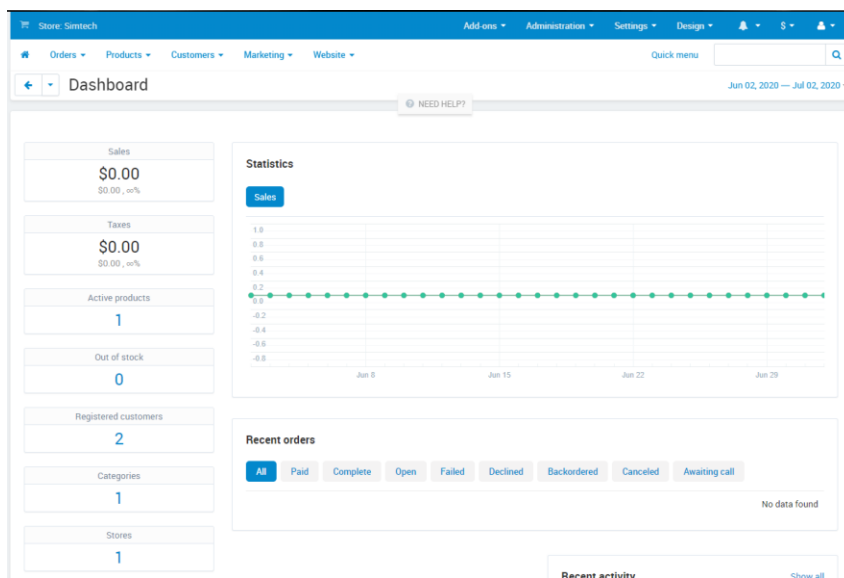 Store: Simtech Add-ons Administration Settings Design $
Orders Products Customers Marketing Website Quick menu
Dashboard Jun 02, 2020 — Jul 02, 2020
NEED HELP?
Sales
$0.00
$0.00 , ∞%
Taxes
$0.00
$0.00 , ∞%
Active products
1
Out of stock
0
Registered customers
2
Categories
1
Stores
1
Statistics
Sales
1.0
0.8
0.6
0.4
0.2
0.0
-0.2
-0.4
-0.6
-0.8
Jun 8 Jun 15 Jun 22 Jun 29
Recent orders
All Paid Complete Open Failed Declined Backordered Canceled Awaiting call
No data found
Recent activity Show all